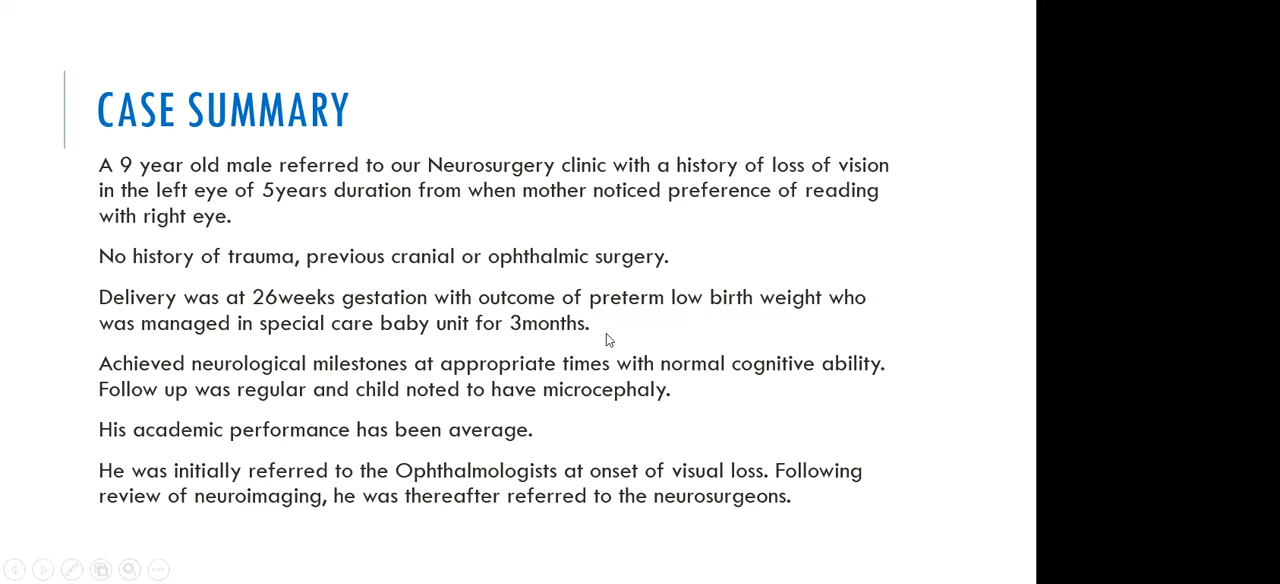 CASE SUMMARY
A 9 year old male referred to our Neurosurgery clinic with a history of loss of vision
in the left eye of 5years duration from when mother noticed preference of reading
with right eye.
No history of trauma, previous cranial or ophthalmic surgery.
Delivery was at 26weeks gestation with outcome of preterm low birth weight who
was managed in special care baby unit for 3months.
Achieved neurological milestones at appropriate times with normal cognitive ability.
Follow up was regular and child noted to have microcephaly.
His academic performance has been average.
He was initially referred to the Ophthalmologists at onset of visual loss. Following
review of neuroimaging, he was thereafter referred to the neurosurgeons.